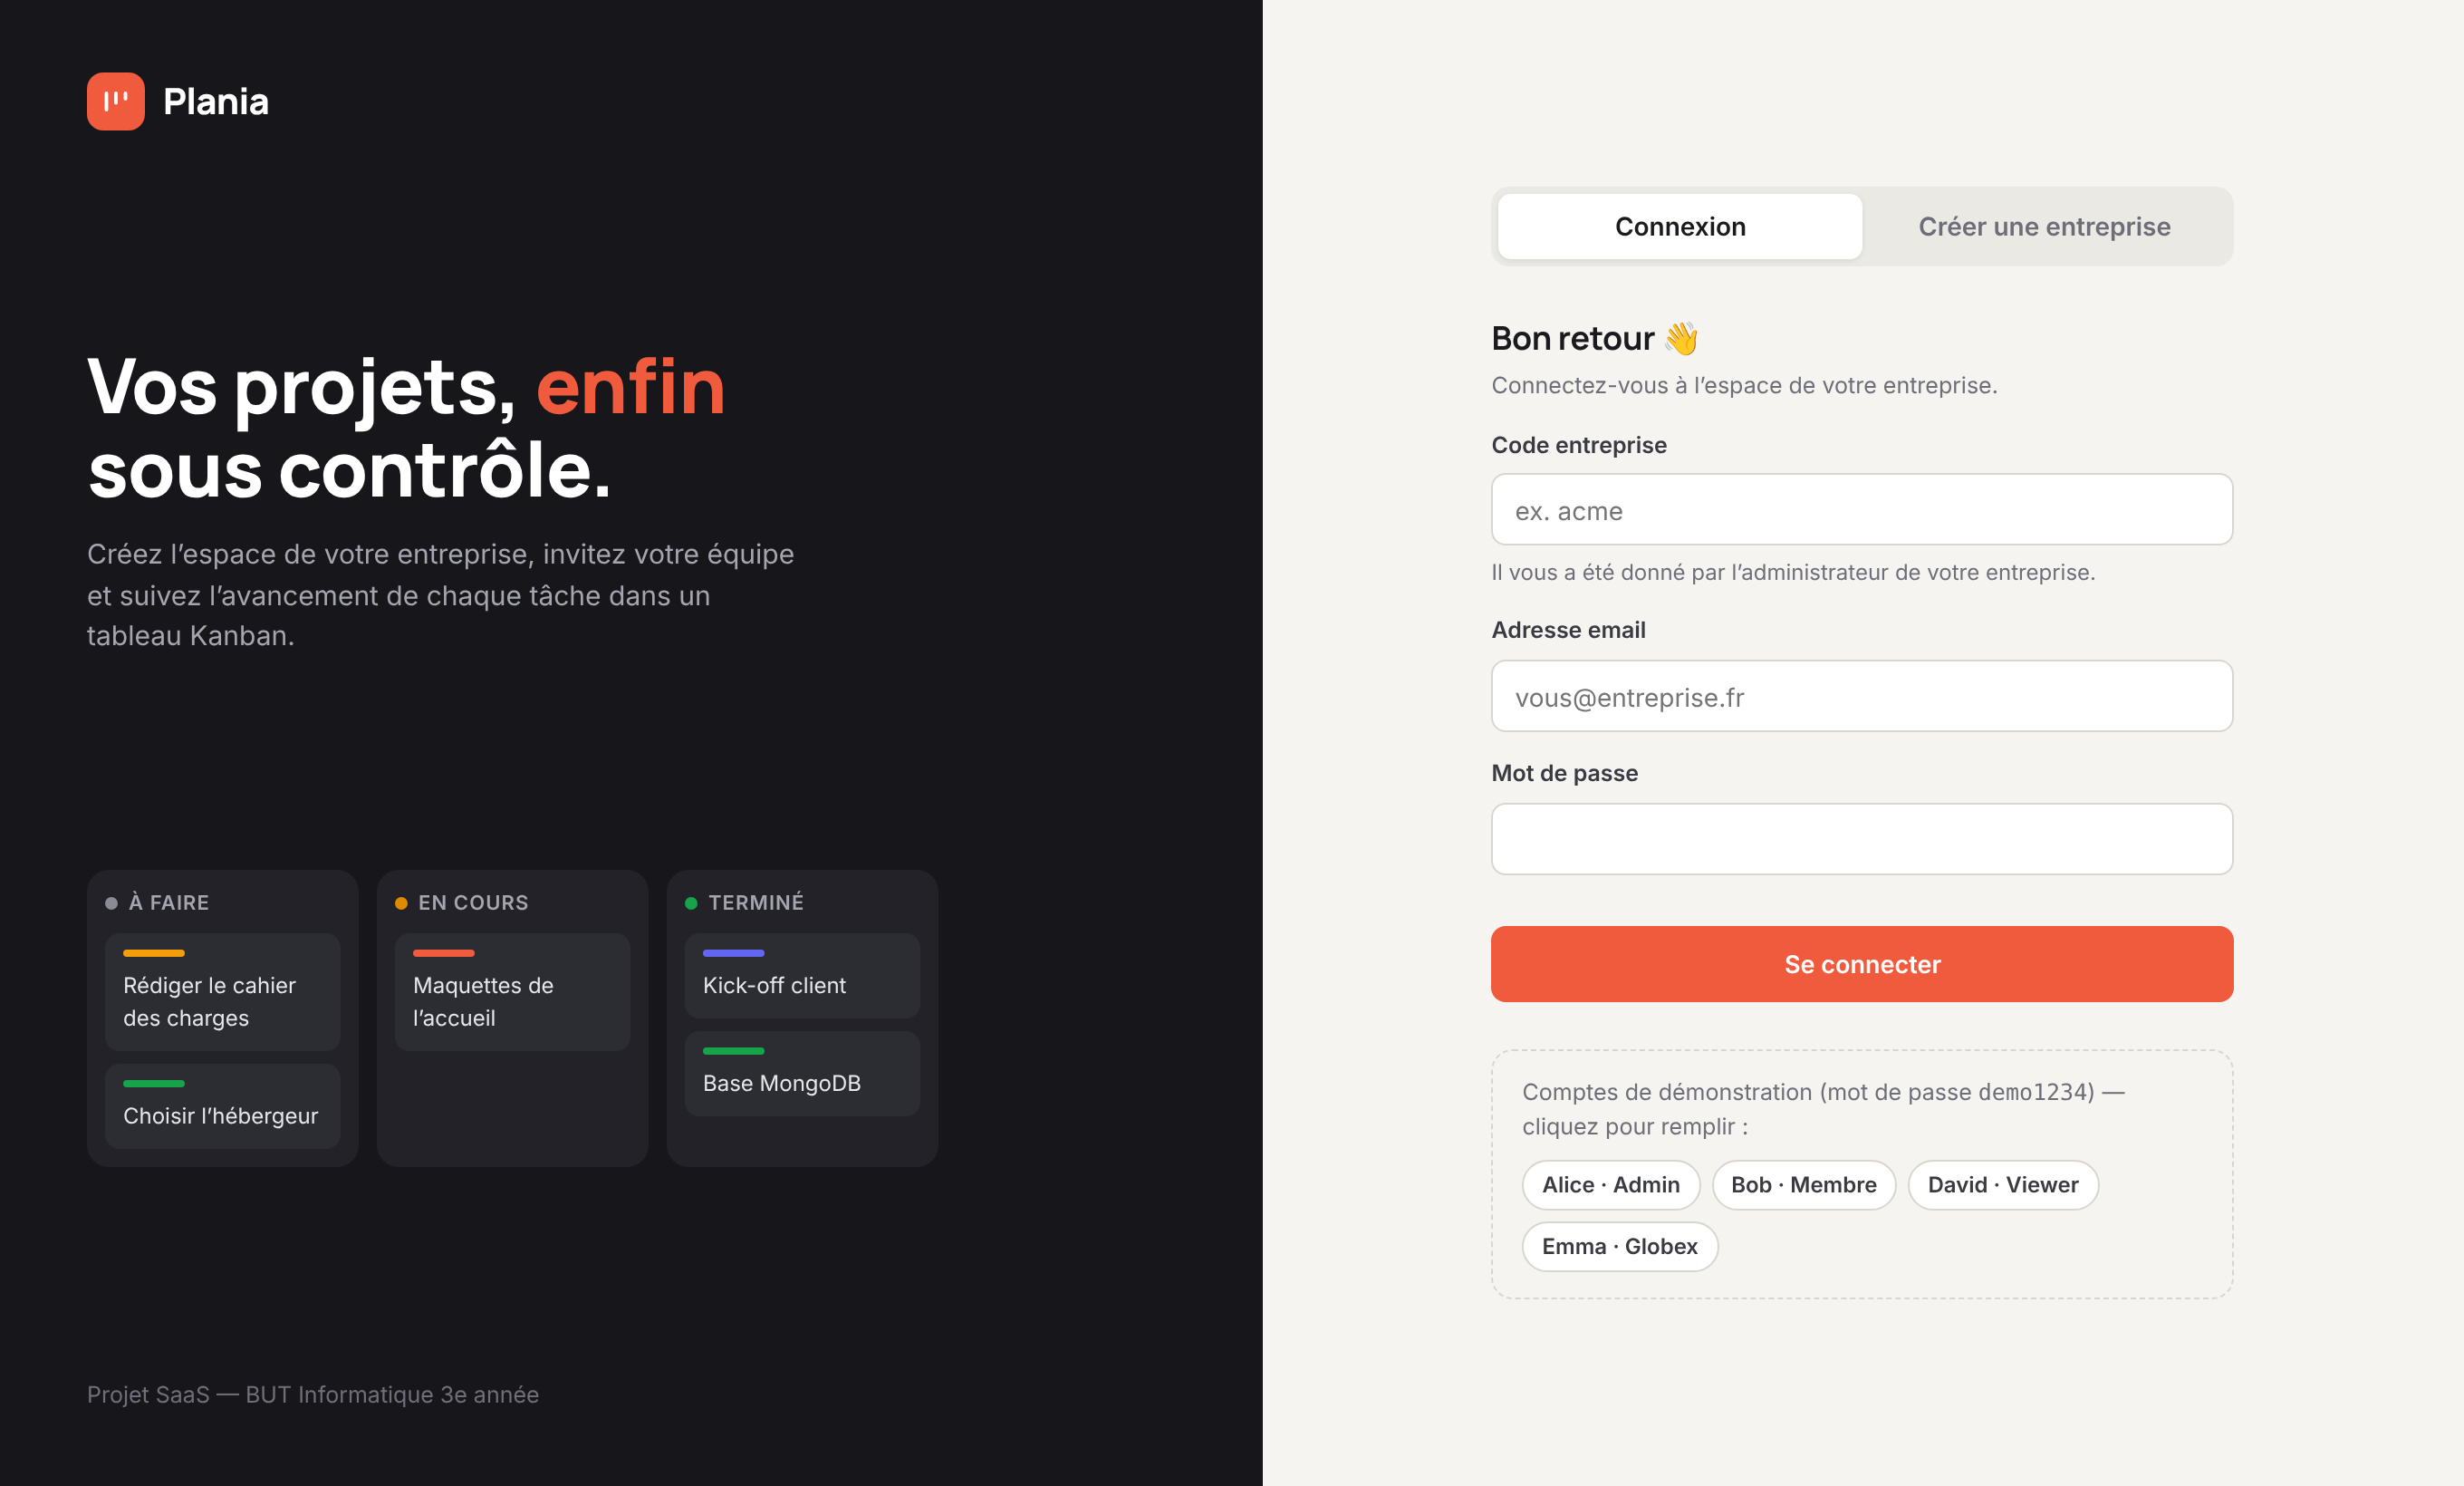 Plania
Vos projets, enfin
sous contrôle.
Créez l’espace de votre entreprise, invitez votre équipe
et suivez l’avancement de chaque tâche dans un
tableau Kanban.
À FAIRE
Rédiger le cahier
des charges
Choisir l’hébergeur
EN COURS
Maquettes de
l’accueil
TERMINÉ
Kick-off client
Base MongoDB
Projet SaaS — BUT Informatique 3e année
Connexion
Créer une entreprise
Bon retour 👋
Connectez-vous à l’espace de votre entreprise.
Code entreprise
ex. acme
Il vous a été donné par l’administrateur de votre entreprise.
Adresse email
vous@entreprise.fr
Mot de passe
Se connecter
Comptes de démonstration (mot de passe demo1234) —
cliquez pour remplir :
Alice · Admin
Bob · Membre
David · Viewer
Emma · Globex